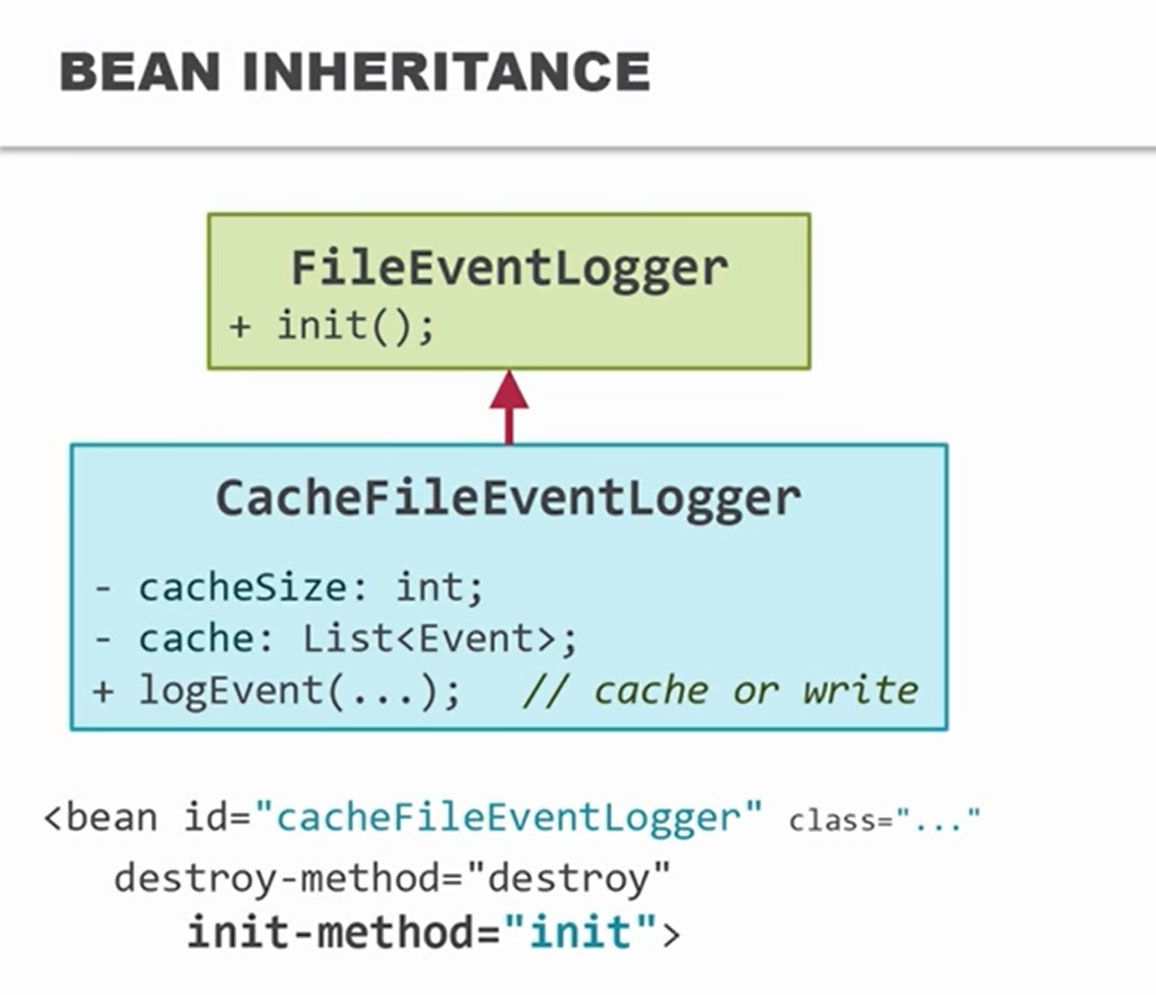 BEAN INHERITANCE
FileEventLogger
+ init();
CacheFileEventLogger
- cacheSize: int;
- cache: List<Event>;
+ logEvent(...); // cache or write
<bean id="cacheFileEventLogger" class="..."
destroy-method="destroy"
init-method="init">